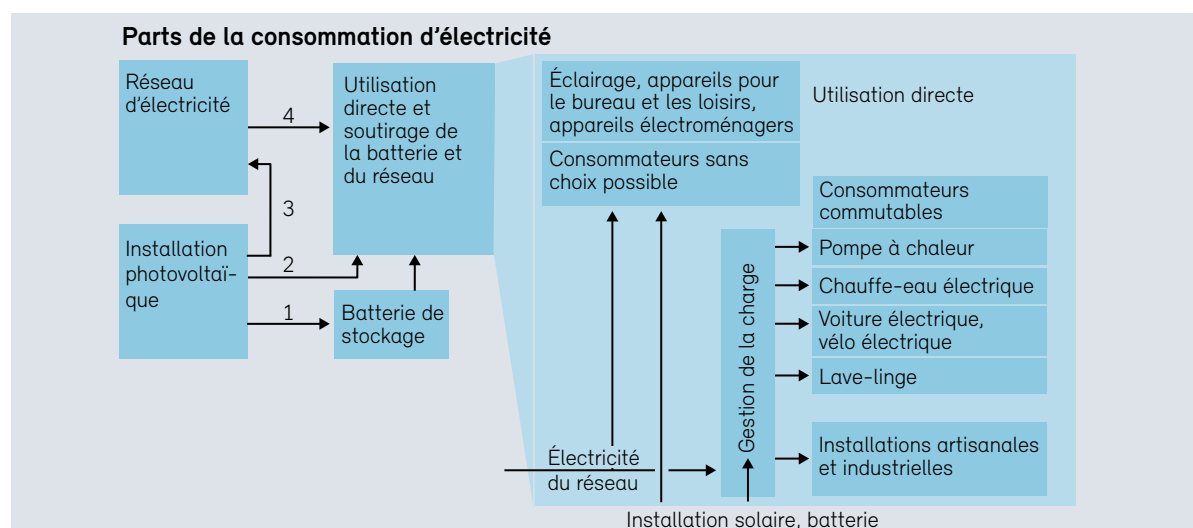 Parts de la consommation d'électricité
Réseau
d'électricité
4
Utilisation
directe et
soutirage de
la batterie et
du réseau
3
Installation
photovoltaï-
que
2
1
Batterie de
stockage
Éclairage, appareils pour
le bureau et les loisirs,
appareils électroménagers
Utilisation directe
Consommateurs sans
choix possible
Consommateurs
commutables
Gestion de la charge
Pompe à chaleur
Chauffe-eau électrique
Voiture électrique,
vélo électrique
Lave-linge
Installations artisanales
et industrielles
Électricité
du réseau
Installation solaire, batterie